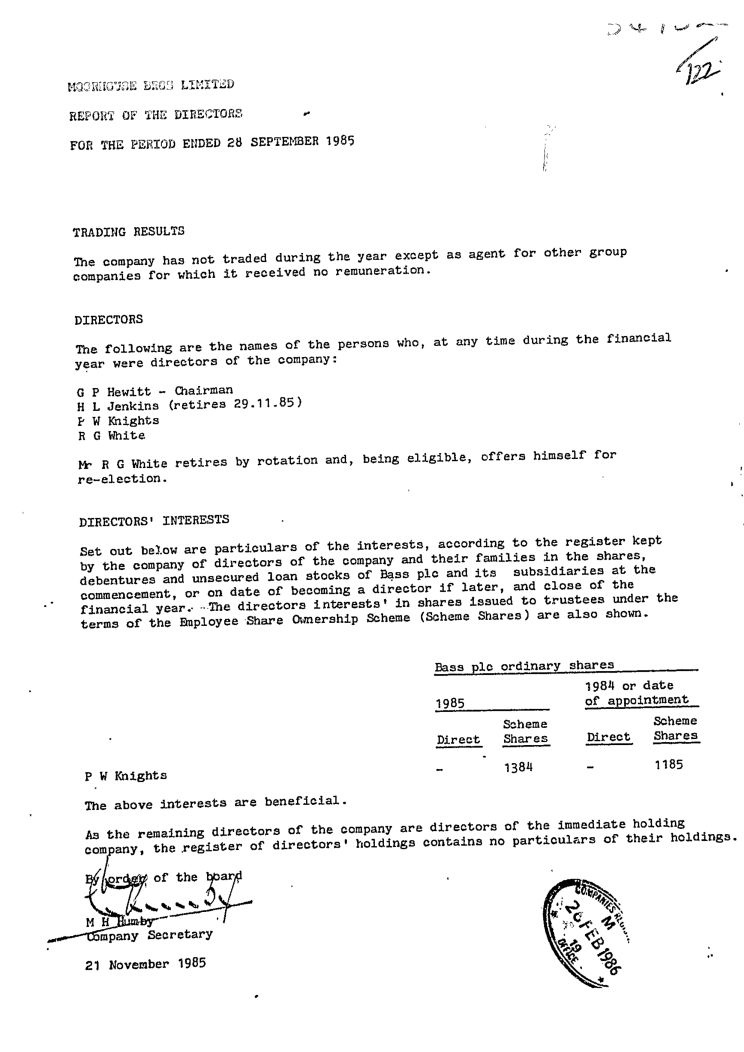 122
MOORHOUSE BROS LIMITED
REPORT OF THE DIRECTORS
FOR THE PERIOD ENDED 28 SEPTEMBER 1985
TRADING RESULTS
The company has not traded during the year except as agent for other group
companies for which it received no remuneration.
DIRECTORS
The following are the names of the persons who, at any time during the financial
year were directors of the company:
G P Hewitt - Chairman
H L Jenkins (retires 29.11.85)
P W Knights
R G White
Mr R G White retires by rotation and, being eligible, offers himself for
re-election.
DIRECTORS' INTERESTS
Set out below are particulars of the interests, according to the register kept
by the company of directors of the company and their families in the shares,
debentures and unsecured loan stocks of Bass plc and its subsidiaries at the
commencement, or on date of becoming a director if later, and close of the
financial year. The directors interests' in shares issued to trustees under the
terms of the Employee Share Ownership Scheme (Scheme Shares) are also shown.
Bass plc ordinary shares
1984 or date
1985 of appointment
Scheme Scheme
Direct Shares Direct Shares
P W Knights - 1384 - 1185
The above interests are beneficial.
As the remaining directors of the company are directors of the immediate holding
company, the register of directors' holdings contains no particulars of their holdings.
By order of the board
M H Humby
Company Secretary
21 November 1985
COMPANIES
M
26 FEB 1986
19
OFFICE